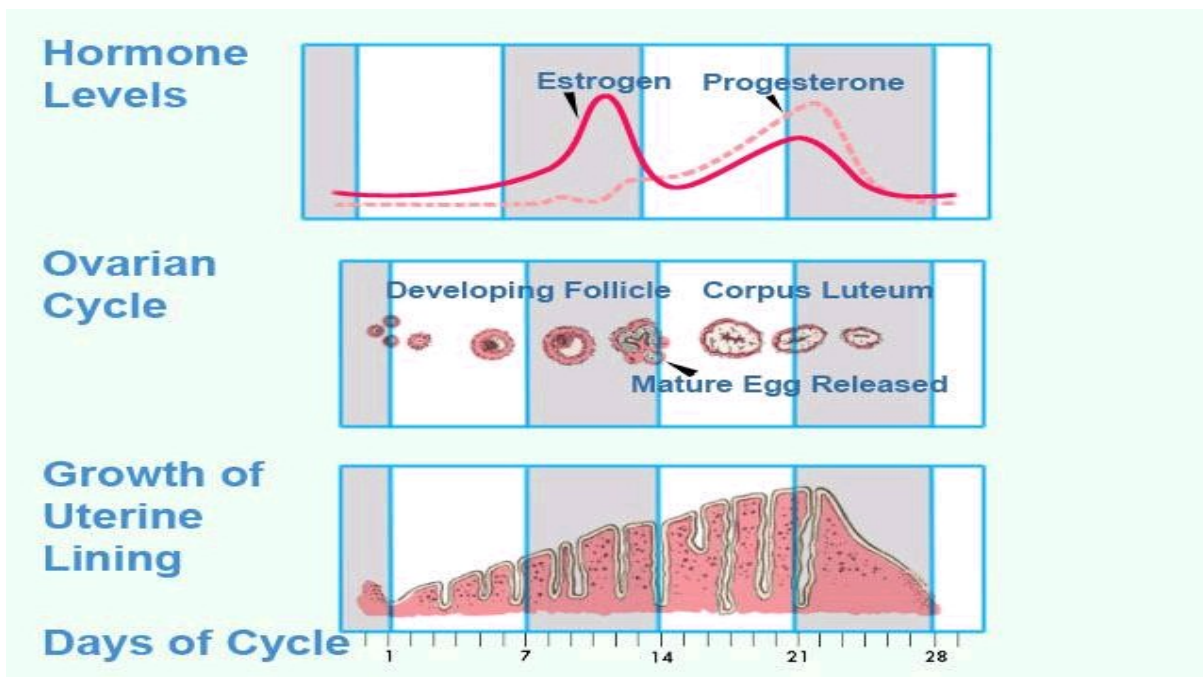 Hormone
Levels
Estrogen
Progesterone
Ovarian
Cycle
Developing Follicle
Corpus Luteum
Mature Egg Released
Growth of
Uterine
Lining
Days of Cycle
1 7 14 21 28